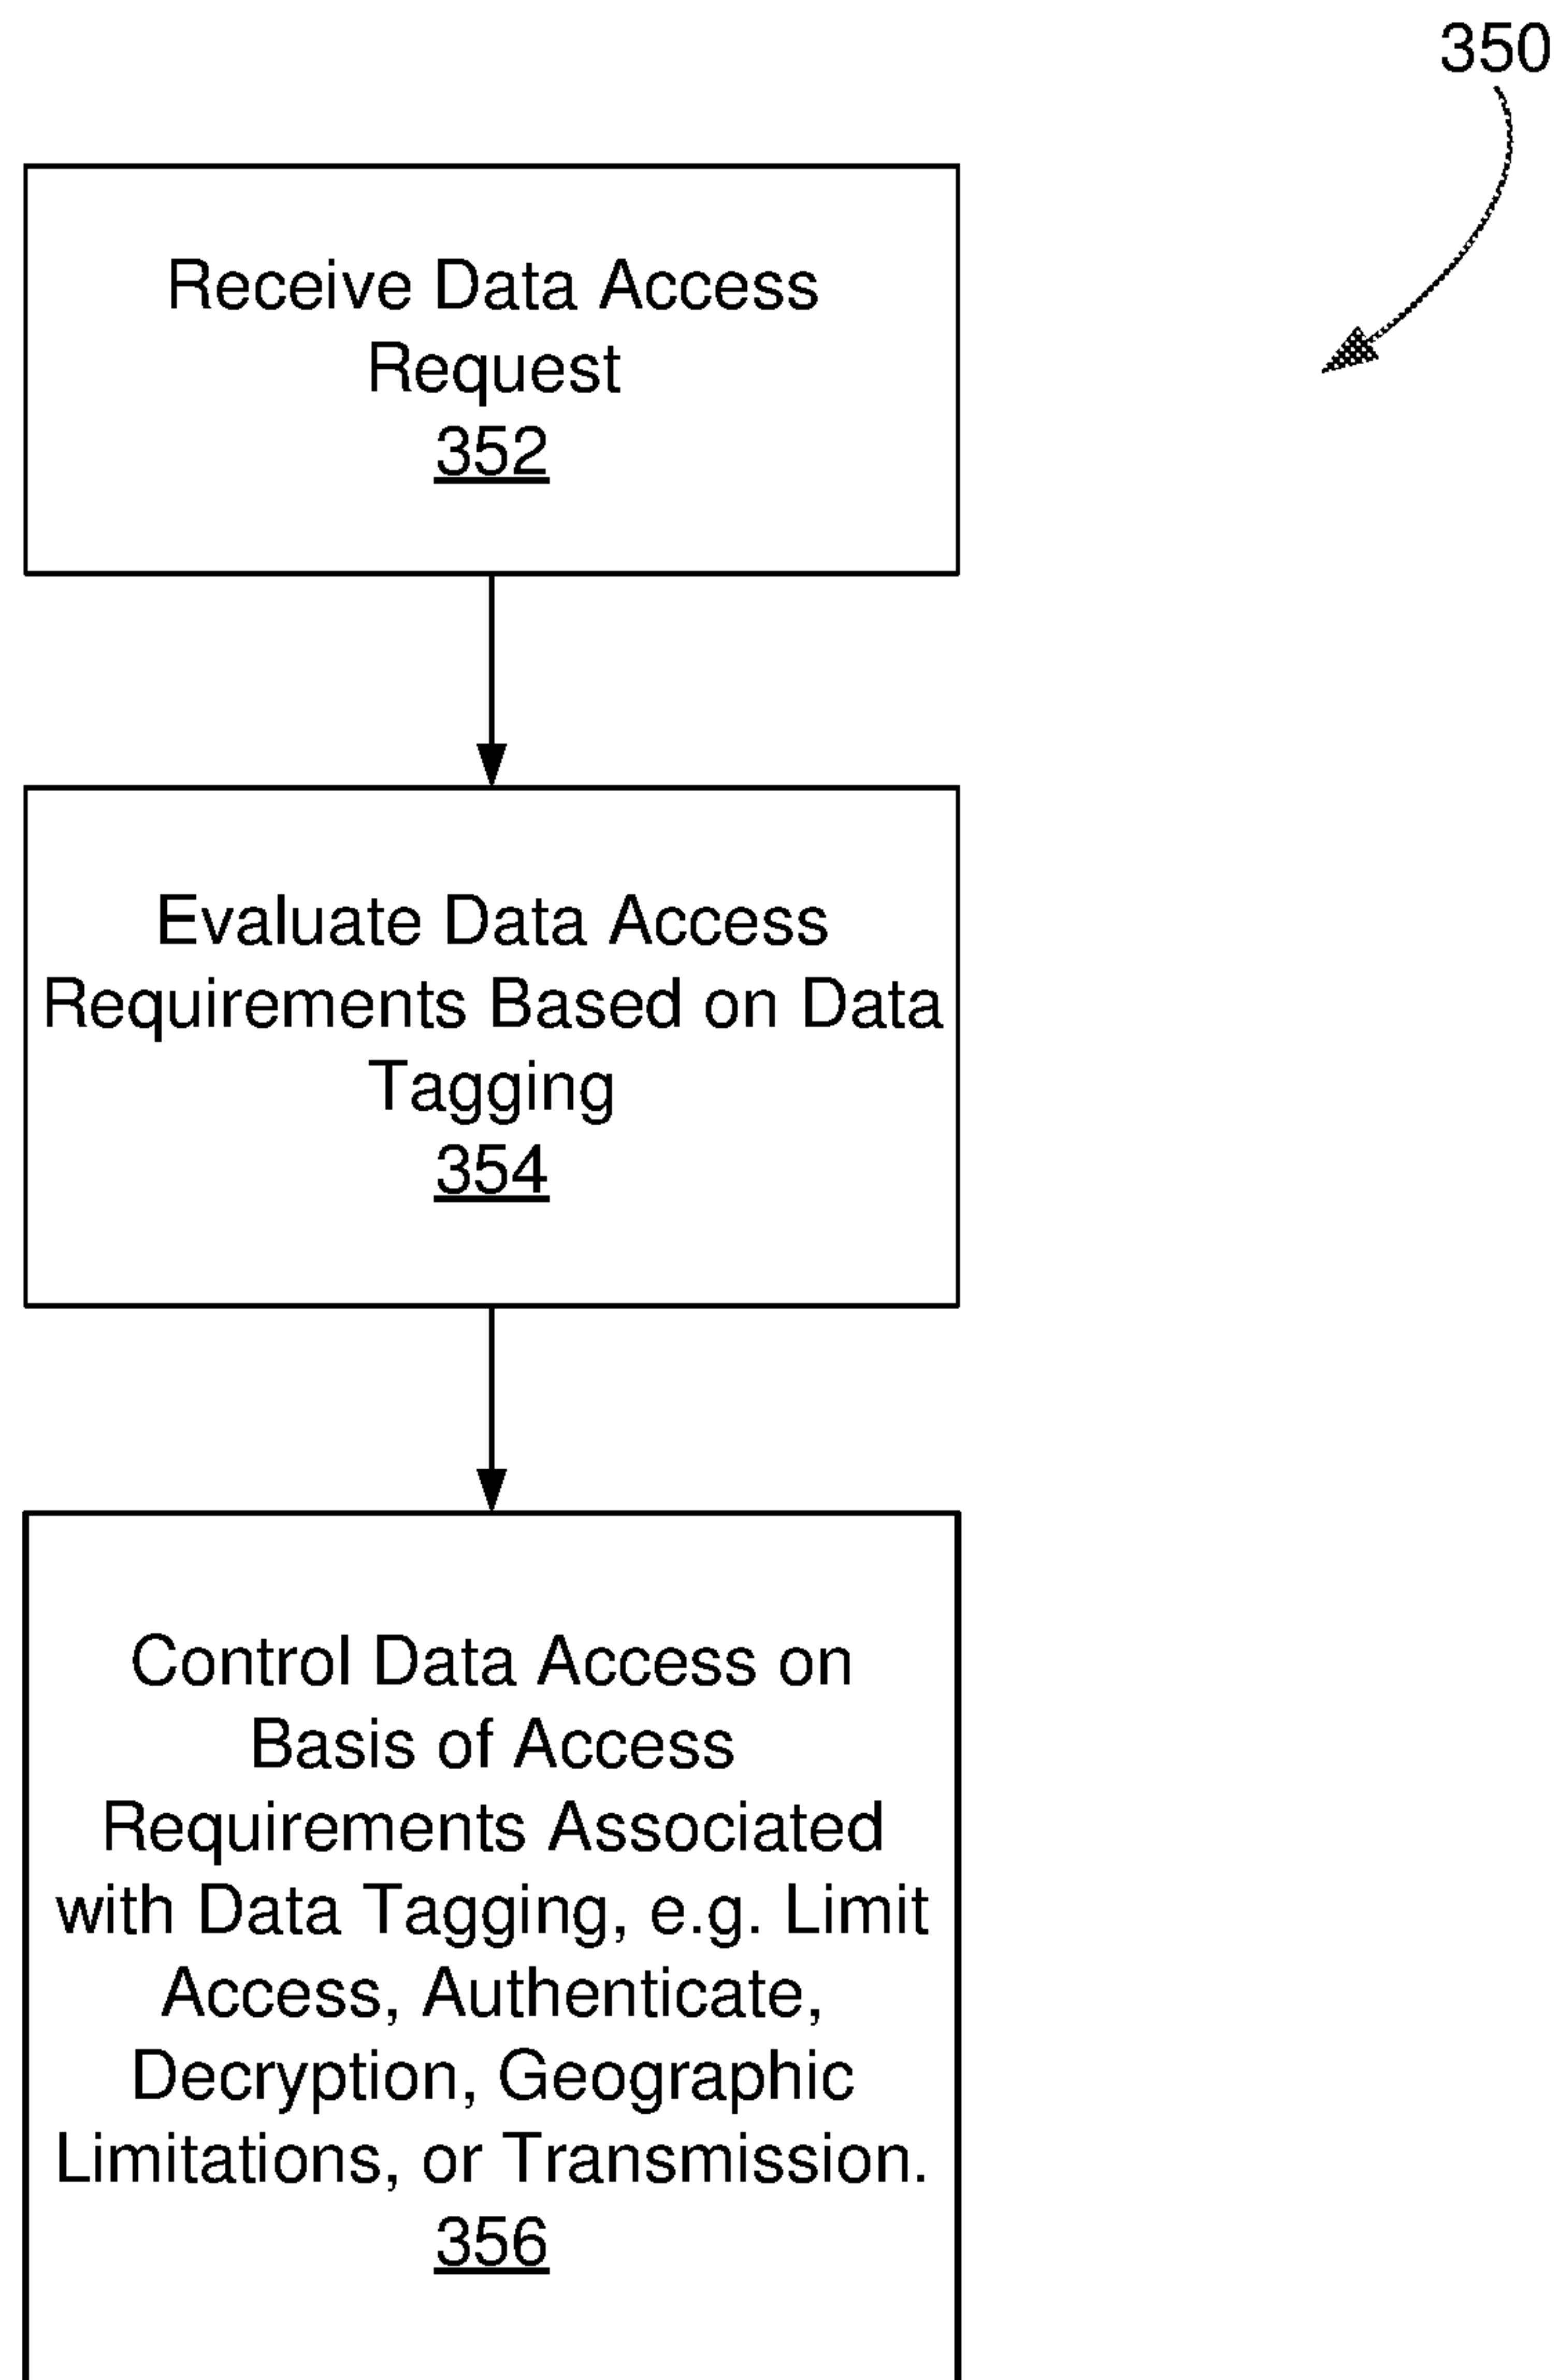 350
Receive Data Access
Request
352
Evaluate Data Access
Requirements Based on Data
Tagging
354
Control Data Access on
Basis of Access
Requirements Associated
with Data Tagging, e.g. Limit
Access, Authenticate,
Decryption, Geographic
Limitations, or Transmission.
356